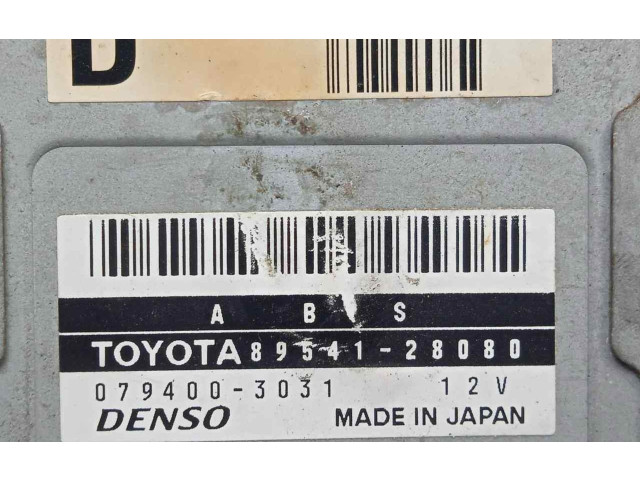 D
A B S
TOYOTA 89541-28080
079400-3031 12V
DENSO MADE IN JAPAN